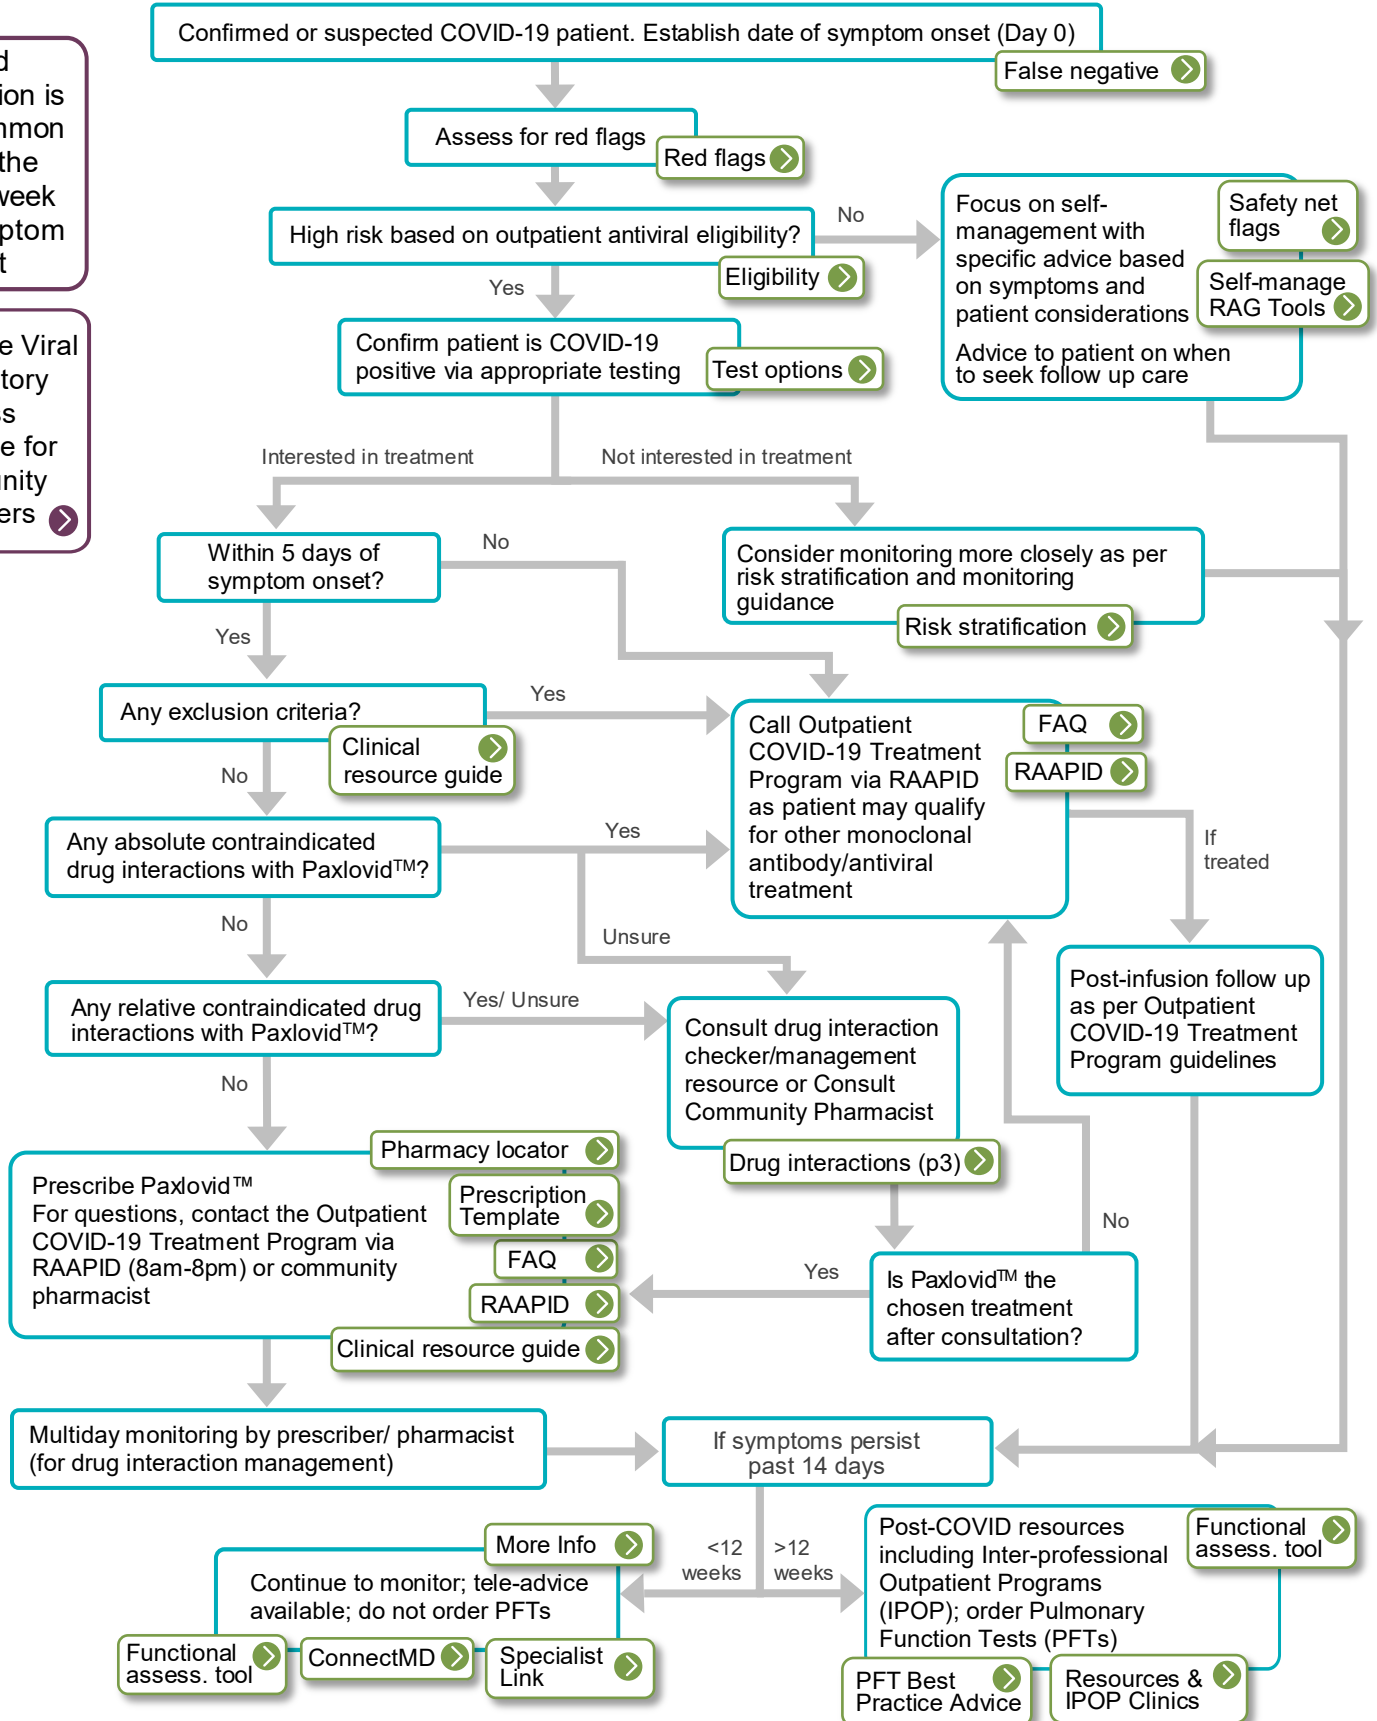 Confirmed or suspected COVID-19 patient. Establish date of symptom onset (Day 0)
False negative
is
the
week
Viral
for
Assess for red flags
Red flags
High risk based on outpatient antiviral eligibility?
Eligibility
No
Yes
Focus on self-
management with
specific advice based
on symptoms and
patient considerations
Advice to patient on when
to seek follow up care
Safety net
flags
Self-manage
RAG Tools
Confirm patient is COVID-19
positive via appropriate testing
Test options
Interested in treatment
Not interested in treatment
Within 5 days of
symptom onset?
No
Yes
Consider monitoring more closely as per
risk stratification and monitoring
guidance
Risk stratification
Any exclusion criteria?
Clinical
resource guide
Yes
No
Call Outpatient
COVID-19 Treatment
Program via RAAPID
as patient may qualify
for other monoclonal
antibody/antiviral
treatment
FAQ
RAAPID
If
treated
Any absolute contraindicated
drug interactions with Paxlovid™?
Yes
No
Unsure
Any relative contraindicated drug
interactions with Paxlovid™?
Yes/ Unsure
No
Consult drug interaction
checker/management
resource or Consult
Community Pharmacist
Drug interactions (p3)
Post-infusion follow up
as per Outpatient
COVID-19 Treatment
Program guidelines
Prescribe Paxlovid™
For questions, contact the Outpatient
COVID-19 Treatment Program via
RAAPID (8am-8pm) or community
pharmacist
Pharmacy locator
Prescription
Template
FAQ
RAAPID
Clinical resource guide
Yes
No
Is Paxlovid™ the
chosen treatment
after consultation?
Multiday monitoring by prescriber/ pharmacist
(for drug interaction management)
If symptoms persist
past 14 days
<12
weeks
>12
weeks
More Info
Continue to monitor; tele-advice
available; do not order PFTs
Functional
assess. tool
ConnectMD
Specialist
Link
Post-COVID resources
including Inter-professional
Outpatient Programs
(IPOP); order Pulmonary
Function Tests (PFTs)
Functional
assess. tool
PFT Best
Practice Advice
Resources &
IPOP Clinics